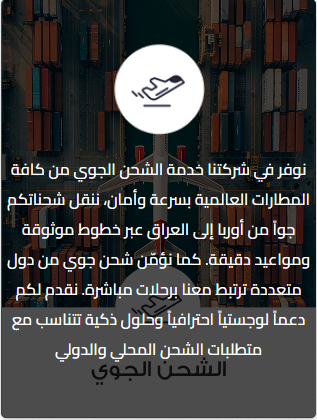 نوفر في شركتنا خدمة الشحن الجوي من كافة
المطارات العالمية بسرعة وأمان، ننقل شحناتكم
جواً من أوربا إلى العراق عبر خطوط موثوقة
ومواعيد دقيقة. كما نؤمّن شحن جوي من دول
متعددة ترتبط معنا برحلات مباشرة. نقدم لكم
دعماً لوجستياً احترافياً وحلول ذكية تتناسب مع
متطلبات الشحن المحلي والدولي
الشحن الجوي